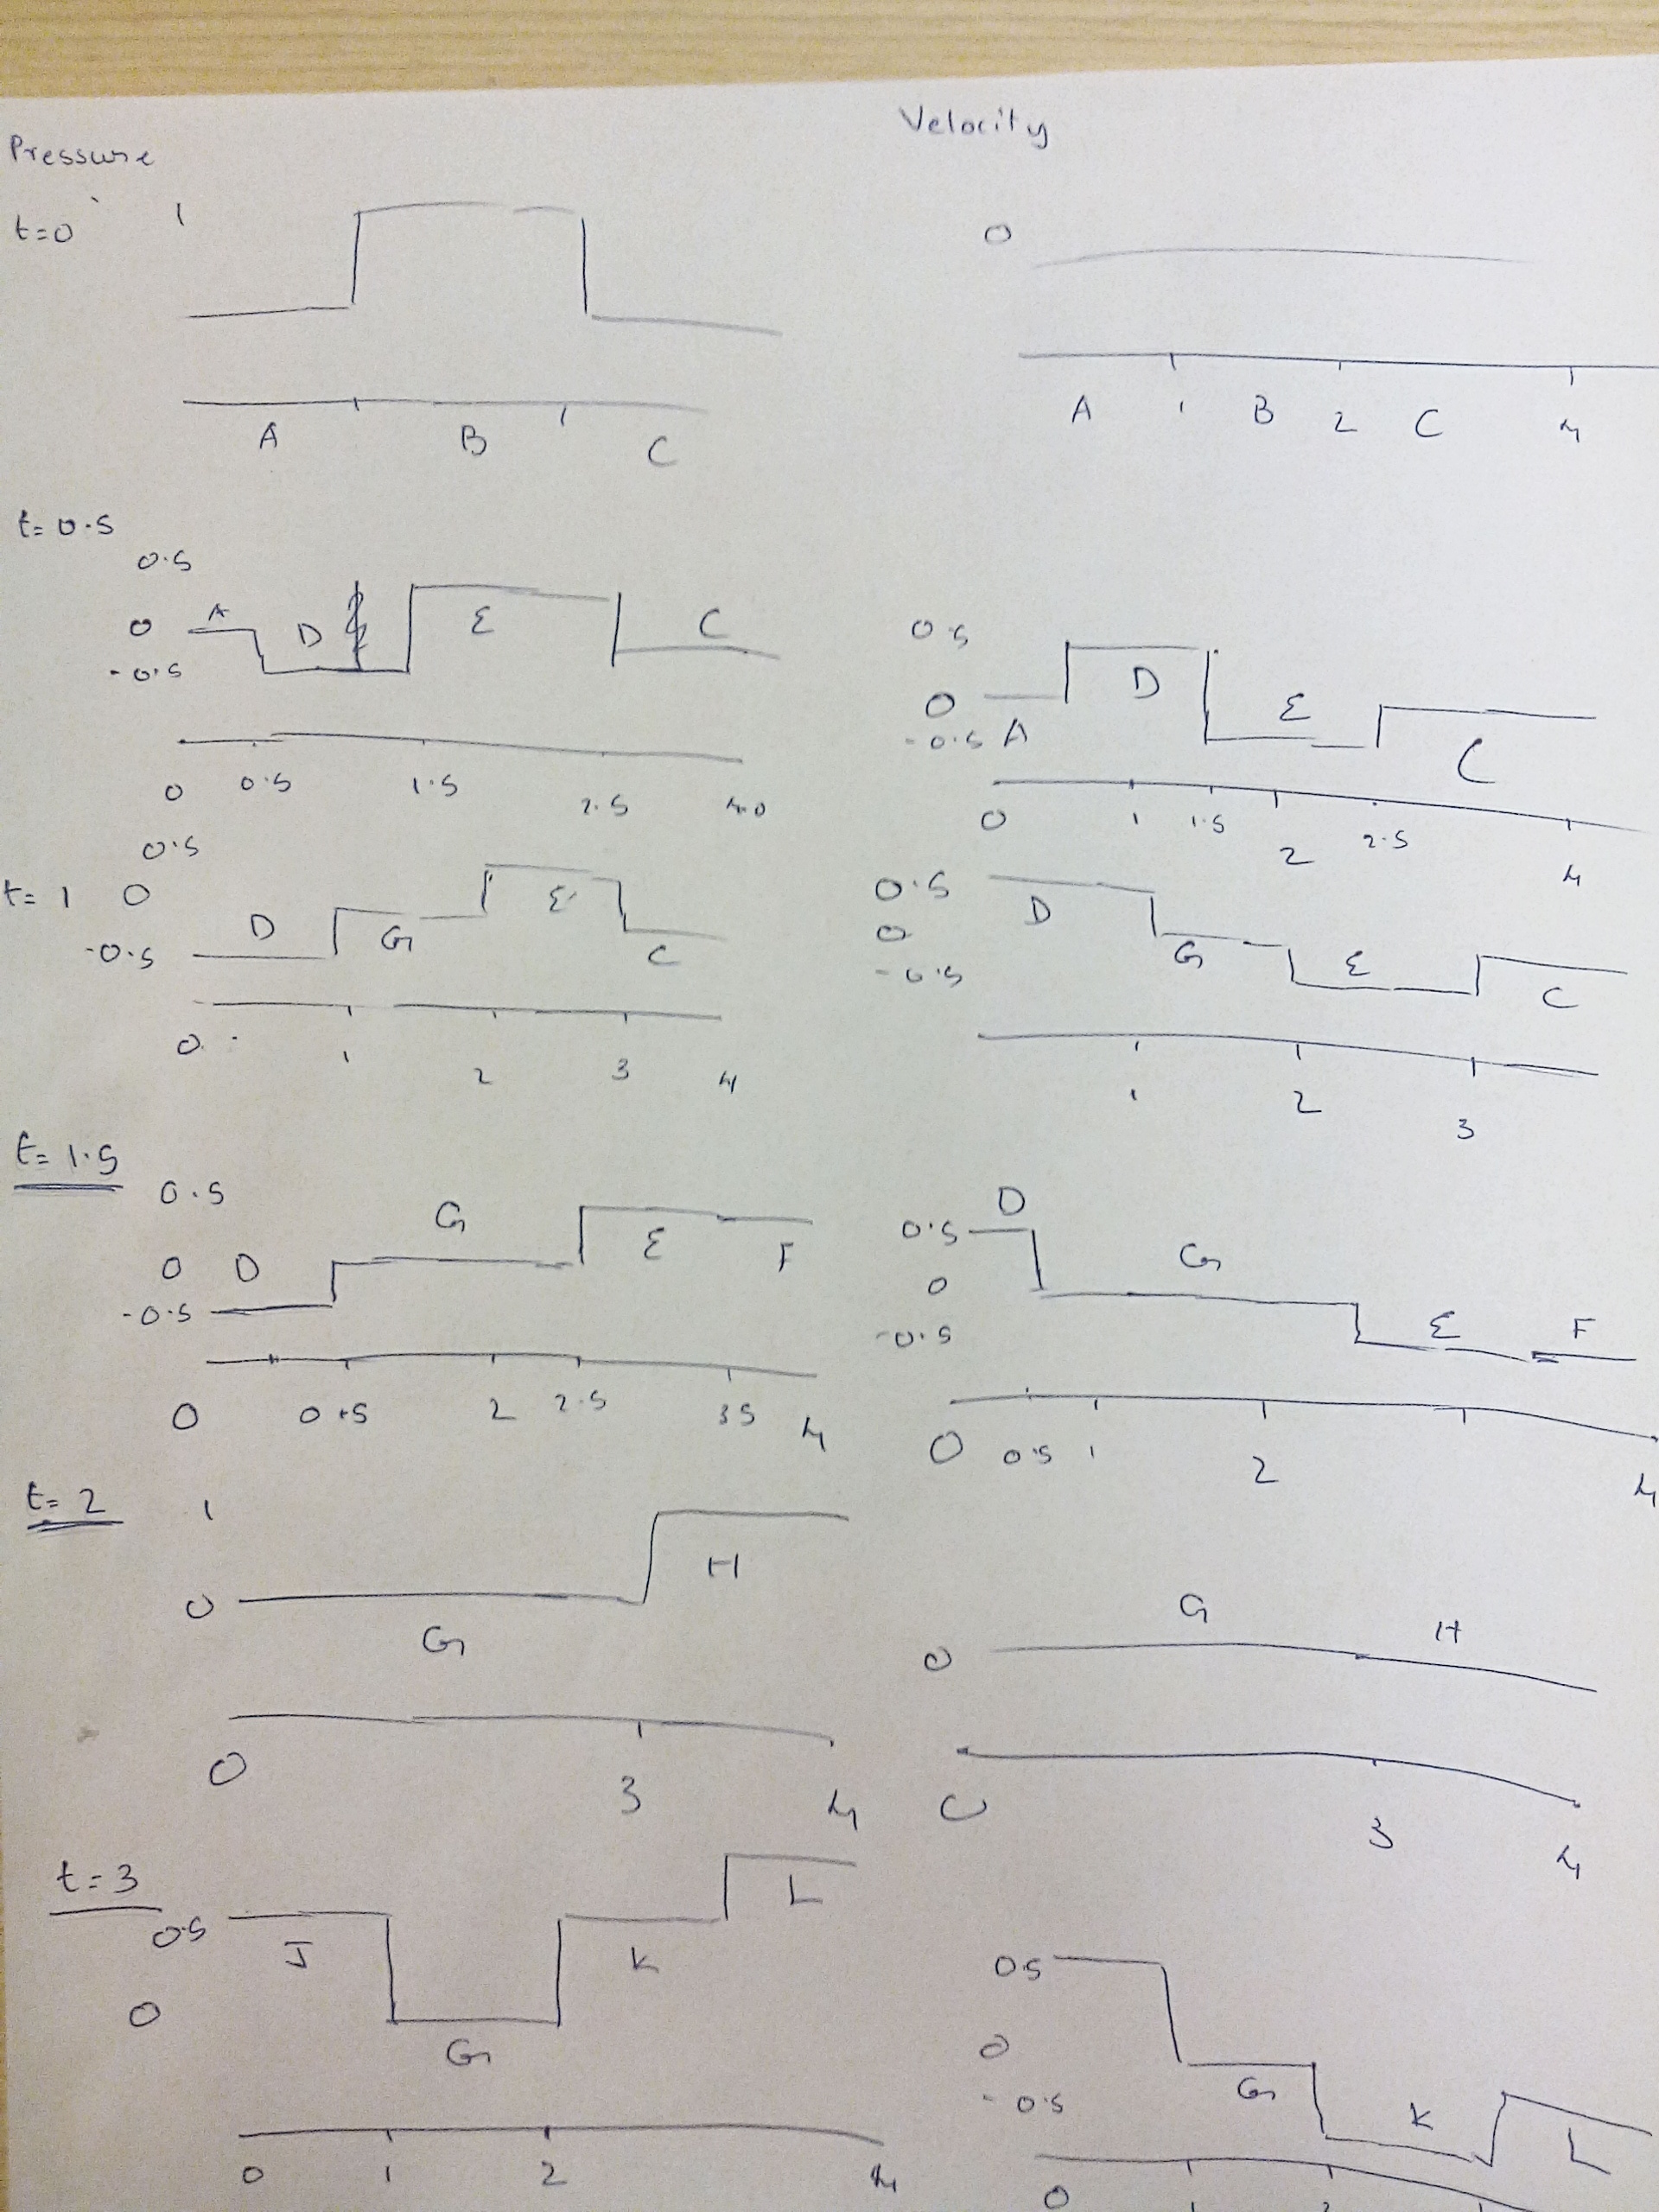 Velocity
Pressure
t=0
1
0
A B C
A 1 B 2 C 4
t=0.5
0.5
0 A D E C
-0.5
0 0.5 1.5 2.5 4.0
0.5
0 D E
-0.5 A C
0 1 1.5 2 2.5 4
0.5
t=1 0
-0.5 D G E C
0 1 2 3 4
0.5 D
0 G E C
-0.5
1 2 3
t=1.5
0.5 G
0 D E F
-0.5
0 0.5 2 2.5 3.5 4
D
0.5 G
0
-0.5 E F
0 0.5 1 2 4
t=2 1
H
0
G
0 3 4
G H
0
0 3 4
t=3
0.5 J K L
0
G
0 1 2 4
0.5
0
-0.5 G K L
0